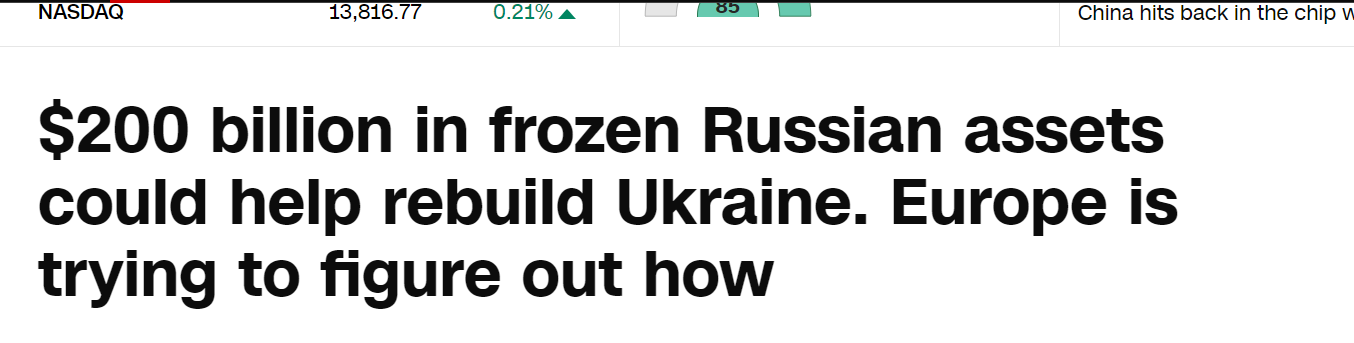 NASDAQ 13,816.77 0.21%
85
China hits back in the chip
$200 billion in frozen Russian assets
could help rebuild Ukraine. Europe is
trying to figure out how